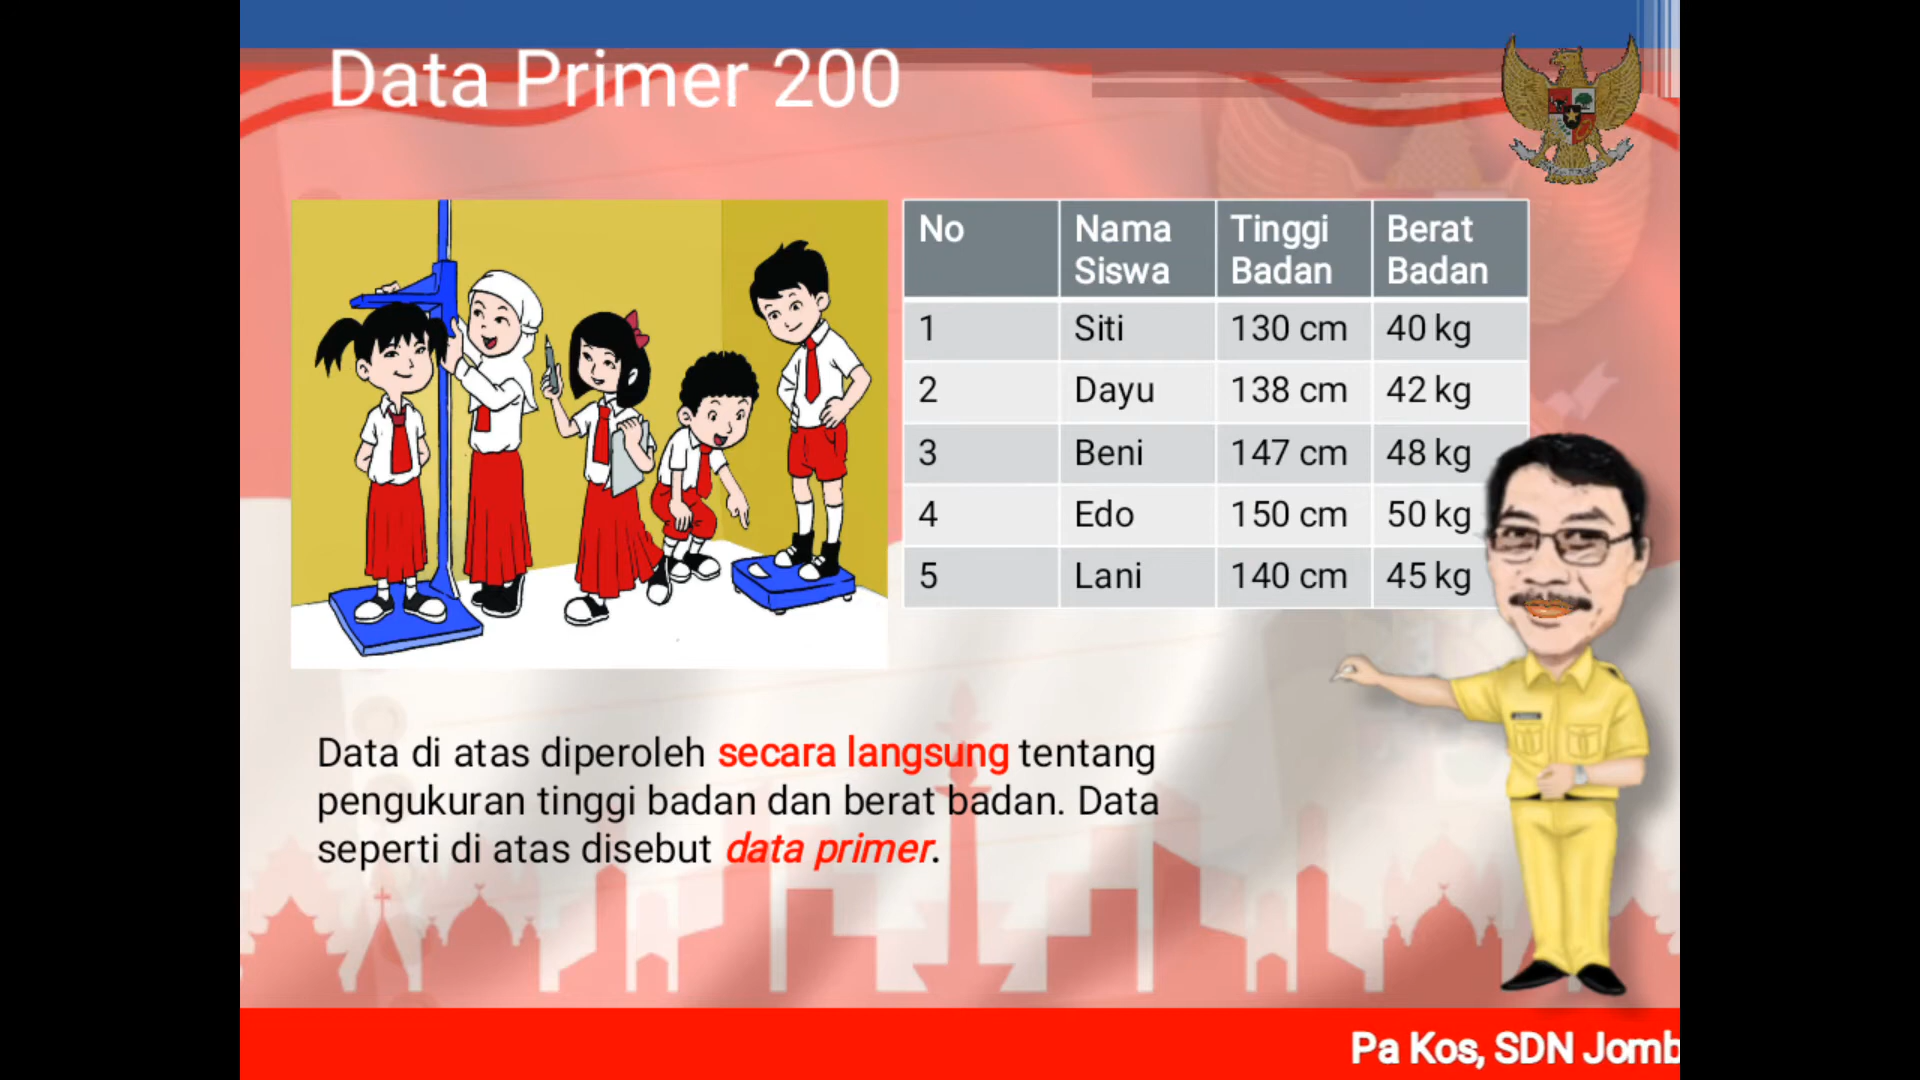 Data Primer 200
No Nama Siswa Tinggi Badan Berat Badan
1 Siti 130 cm 40 kg
2 Dayu 138 cm 42 kg
3 Beni 147 cm 48 kg
4 Edo 150 cm 50 kg
5 Lani 140 cm 45 kg
Data di atas diperoleh secara langsung tentang
pengukuran tinggi badan dan berat badan. Data
seperti di atas disebut data primer.
Pa Kos, SDN Jomb